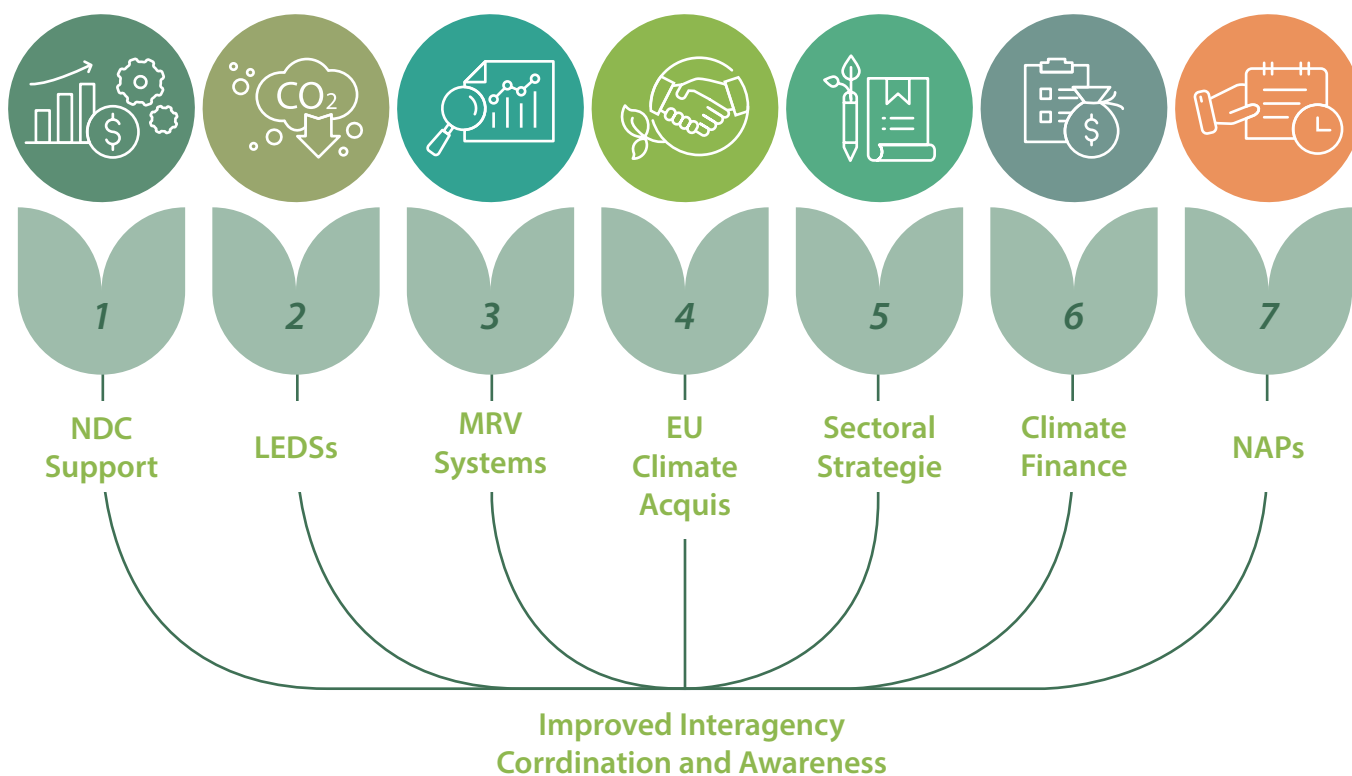 $
CO₂
$
1
2
3
4
5
6
7
NDC
Support
LEDSs
MRV
Systems
EU
Climate
Acquis
Sectoral
Strategie
Climate
Finance
NAPs
Improved Interagency
Corrdination and Awareness